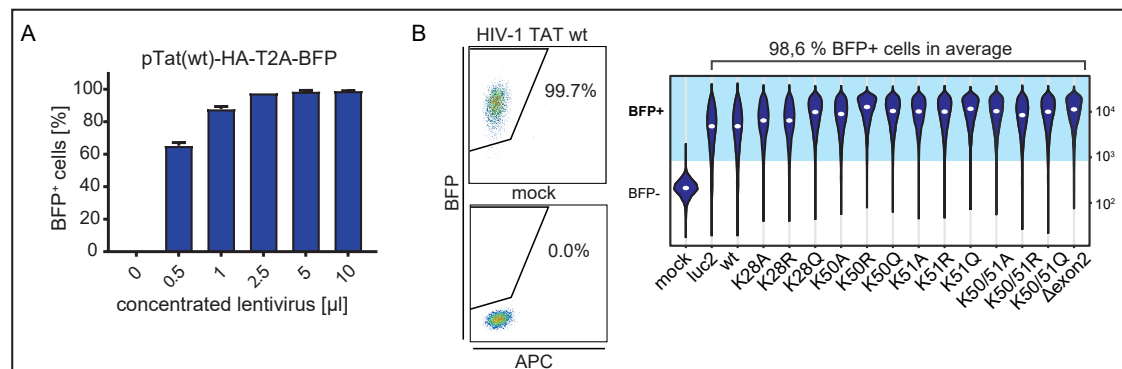 A
pTat(wt)-HA-T2A-BFP
BFP+ cells [%]
100
80
60
40
20
0
0
0.5
1
2.5
5
10
concentrated lentivirus [µl]
B
HIV-1 TAT wt
99.7%
mock
0.0%
BFP
APC
98,6 % BFP+ cells in average
BFP+
BFP-
10⁴
10³
10²
mock
luc2
wt
K28A
K28R
K28Q
K50A
K50R
K50Q
K51A
K51R
K51Q
K50/51A
K50/51R
K50/51Q
Δexon2